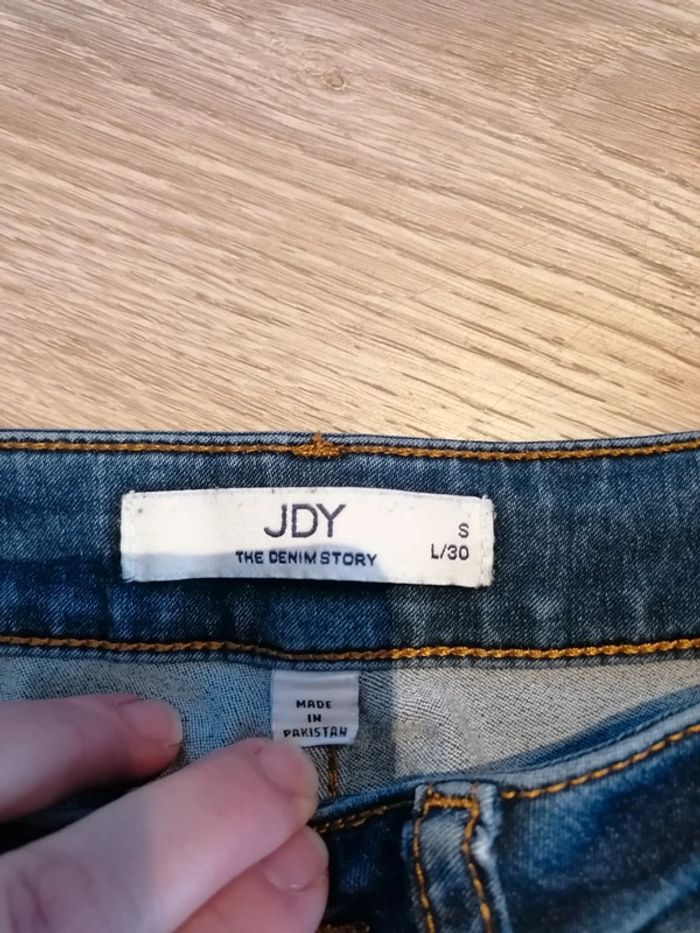 JDY
THE DENIM STORY
S
L/30
MADE
IN
PAKISTAN